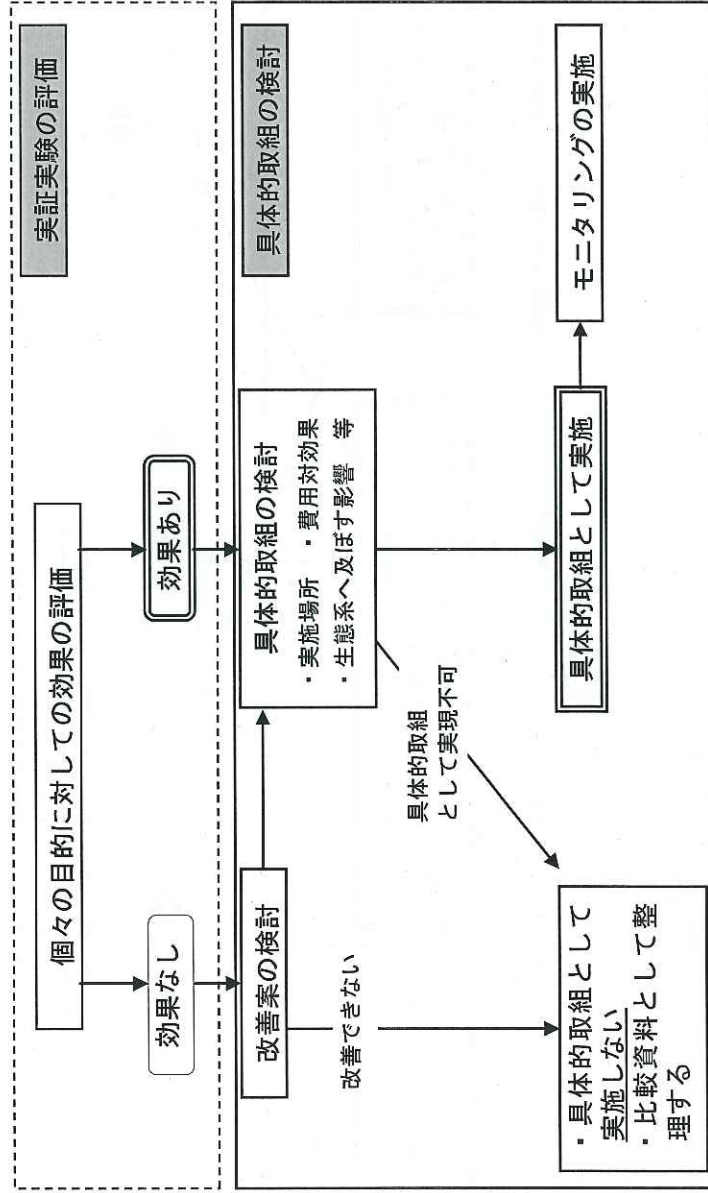 実証実験の評価
個々の目的に対しての効果の評価
効果なし
効果あり
具体的取組の検討
改善案の検討
具体的取組の検討
・実施場所　・費用対効果
・生態系へ及ぼす影響　等
改善できない
具体的取組
として実現不可
・具体的取組として
実施しない
・比較資料として整
理する
具体的取組として実施
モニタリングの実施